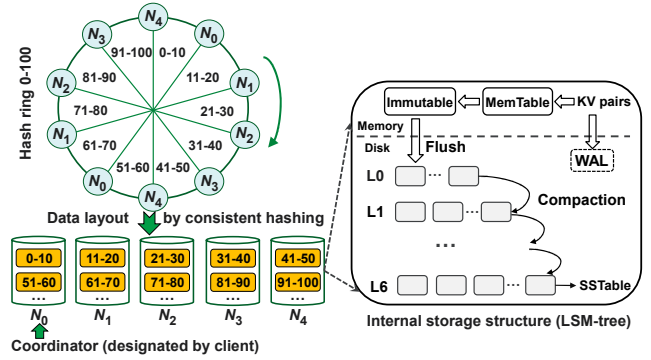 Hash ring 0-100
N4
N3
N0
91-100
0-10
N2
81-90
11-20
N1
71-80
21-30
N1
61-70
31-40
N2
51-60
41-50
N0
N3
N4
Data layout by consistent hashing
0-10
11-20
21-30
31-40
41-50
51-60
61-70
71-80
81-90
91-100
...
...
...
...
...
N0
N1
N2
N3
N4
Coordinator (designated by client)
Immutable
MemTable
KV pairs
Memory
Disk
Flush
WAL
L0
...
Compaction
L1
...
...
L6
...
SSTable
Internal storage structure (LSM-tree)